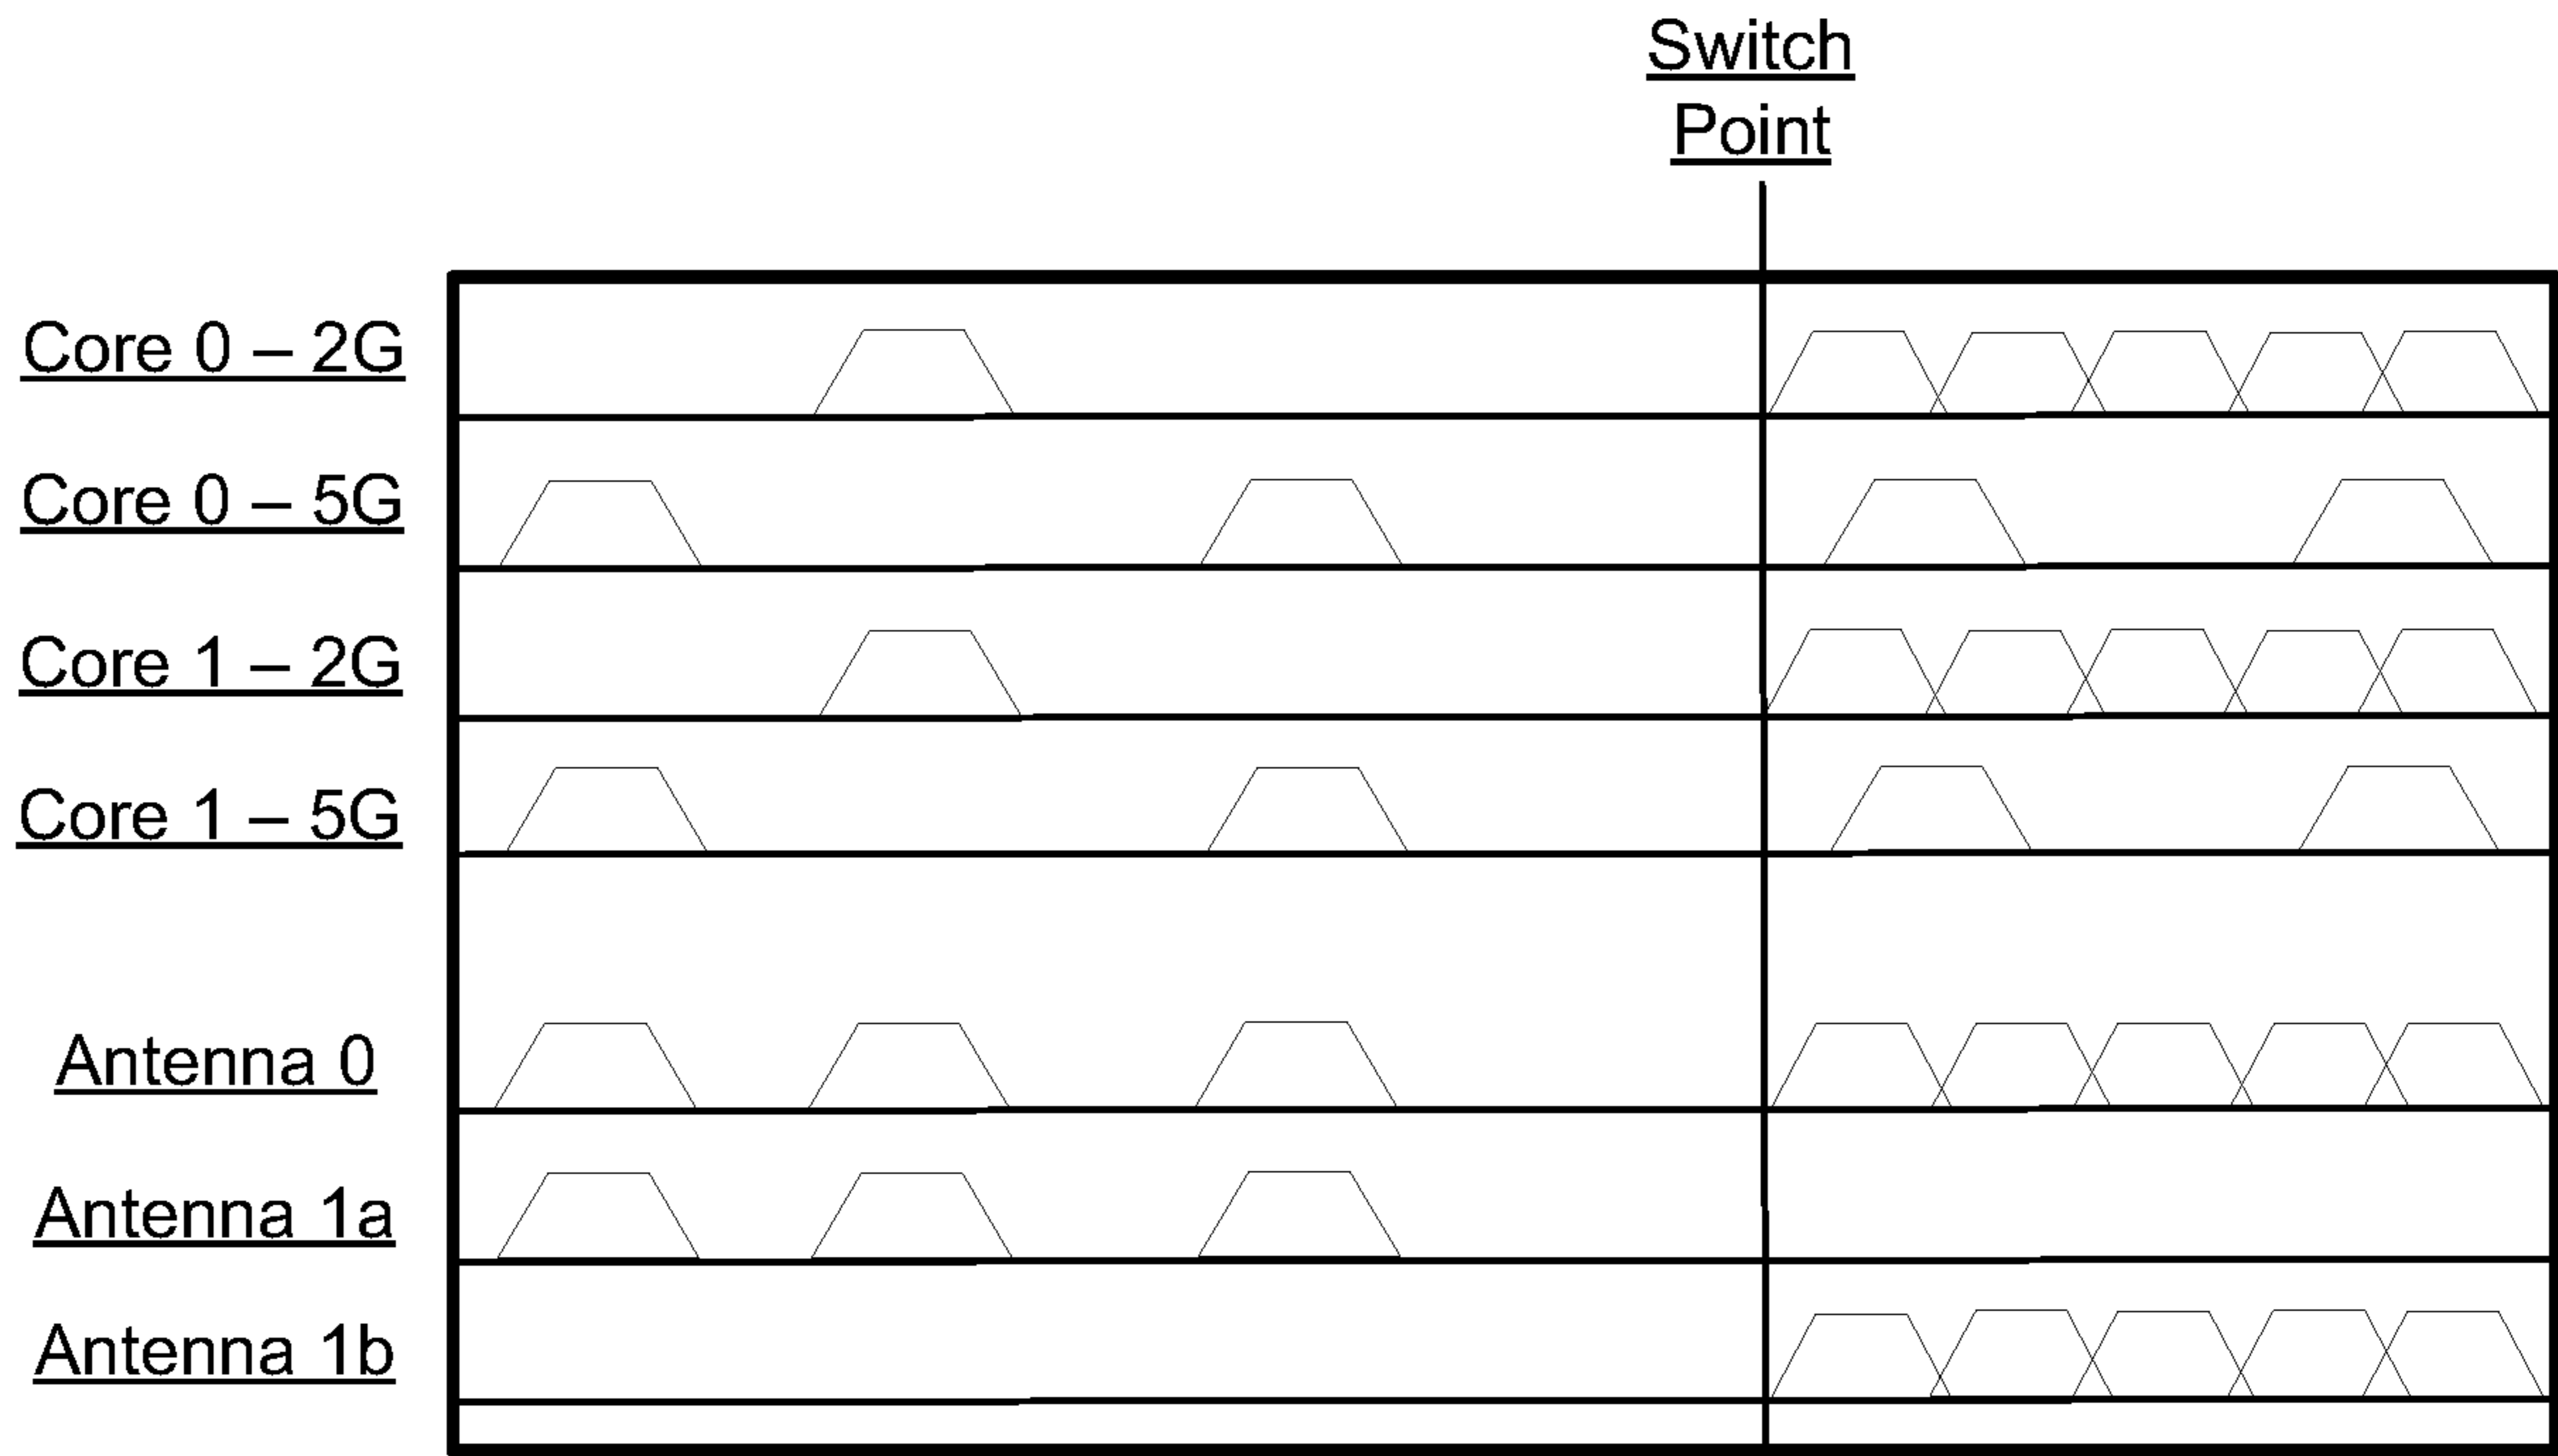 Switch
Point
Core 0 – 2G
Core 0 – 5G
Core 1 – 2G
Core 1 – 5G
Antenna 0
Antenna 1a
Antenna 1b